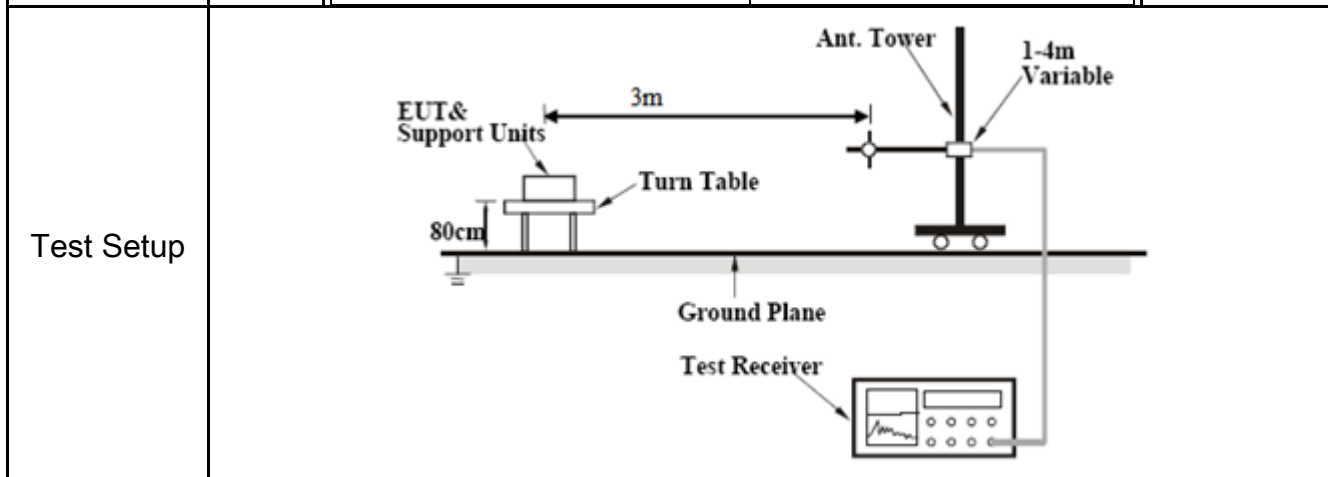 Test Setup
Ant. Tower
1-4m
Variable
3m
EUT&
Support Units
Turn Table
80cm
Ground Plane
Test Receiver